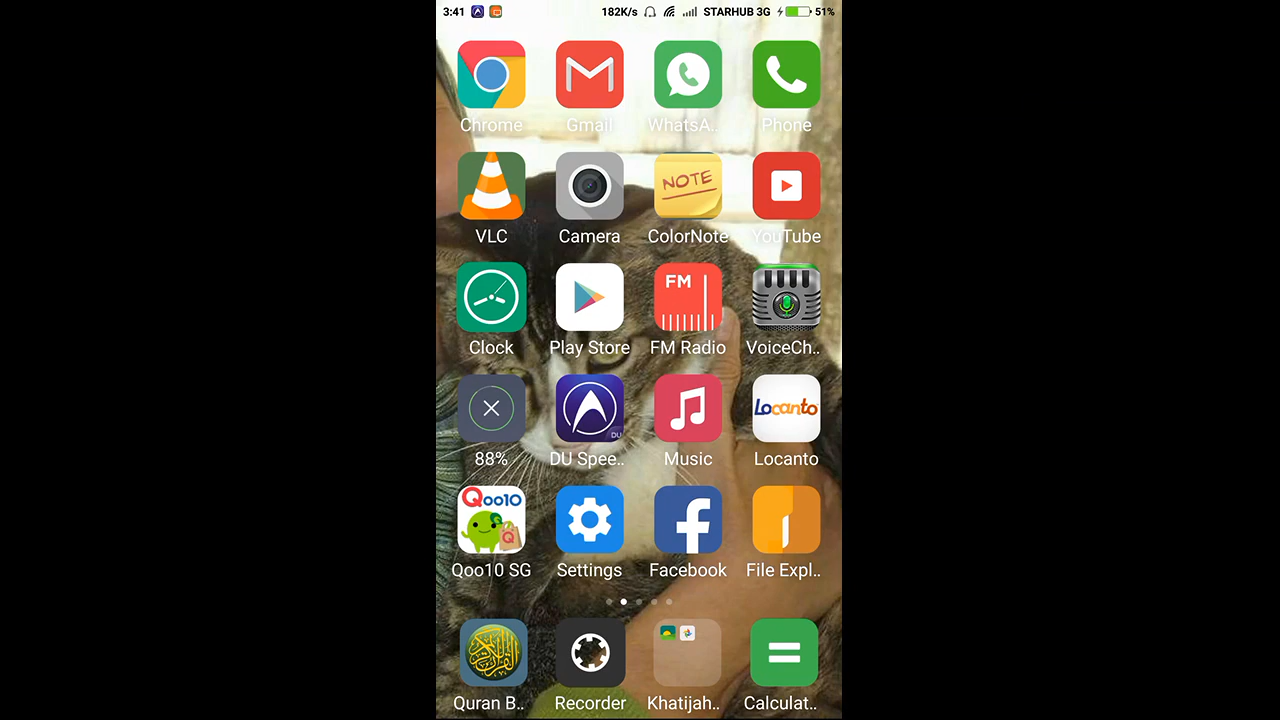 3:41 182K/s STARHUB 3G 51%
Chrome Gmail WhatsA.. Phone
NOTE
VLC Camera ColorNote YouTube
FM
Clock Play Store FM Radio VoiceCh..
DU Locanto
88% DU Spee.. Music Locanto
Qoo10 Q
Qoo10 SG Settings Facebook File Expl..
Quran B.. Recorder Khatijah.. Calculat..